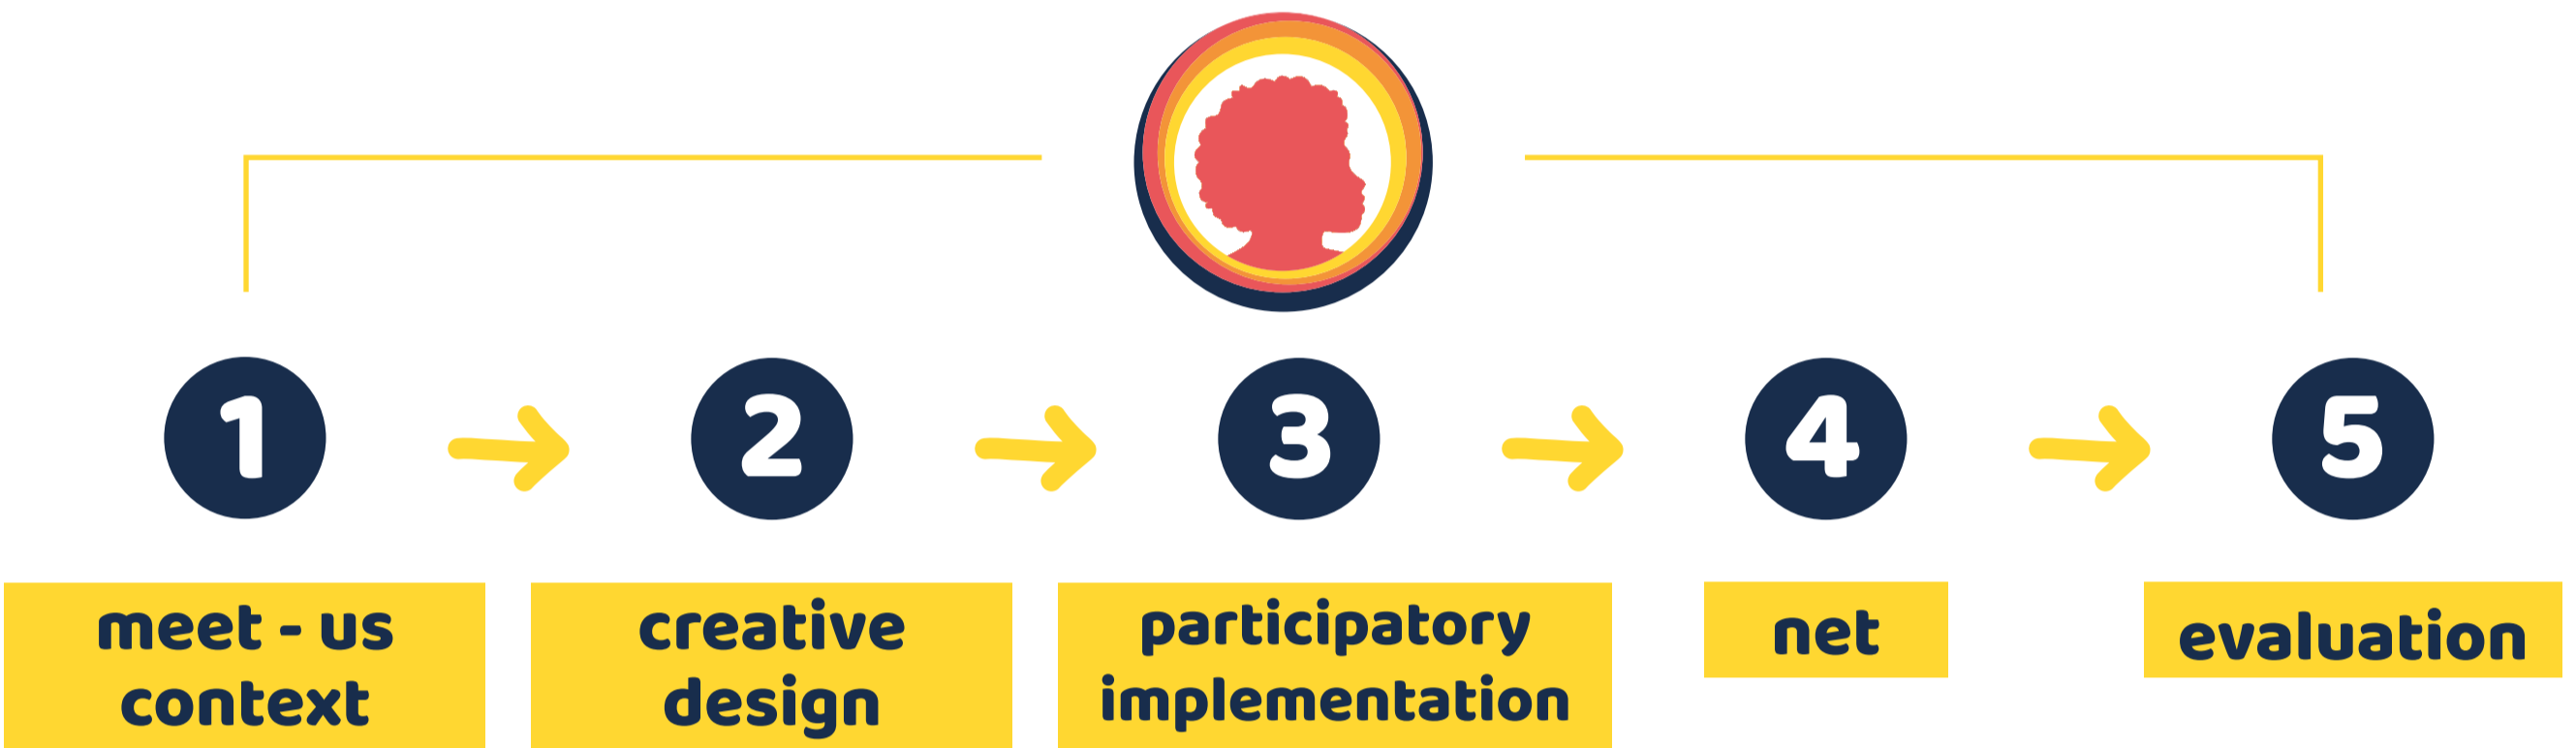 1
2
3
4
5
meet - us
context
creative
design
participatory
implementation
net
evaluation